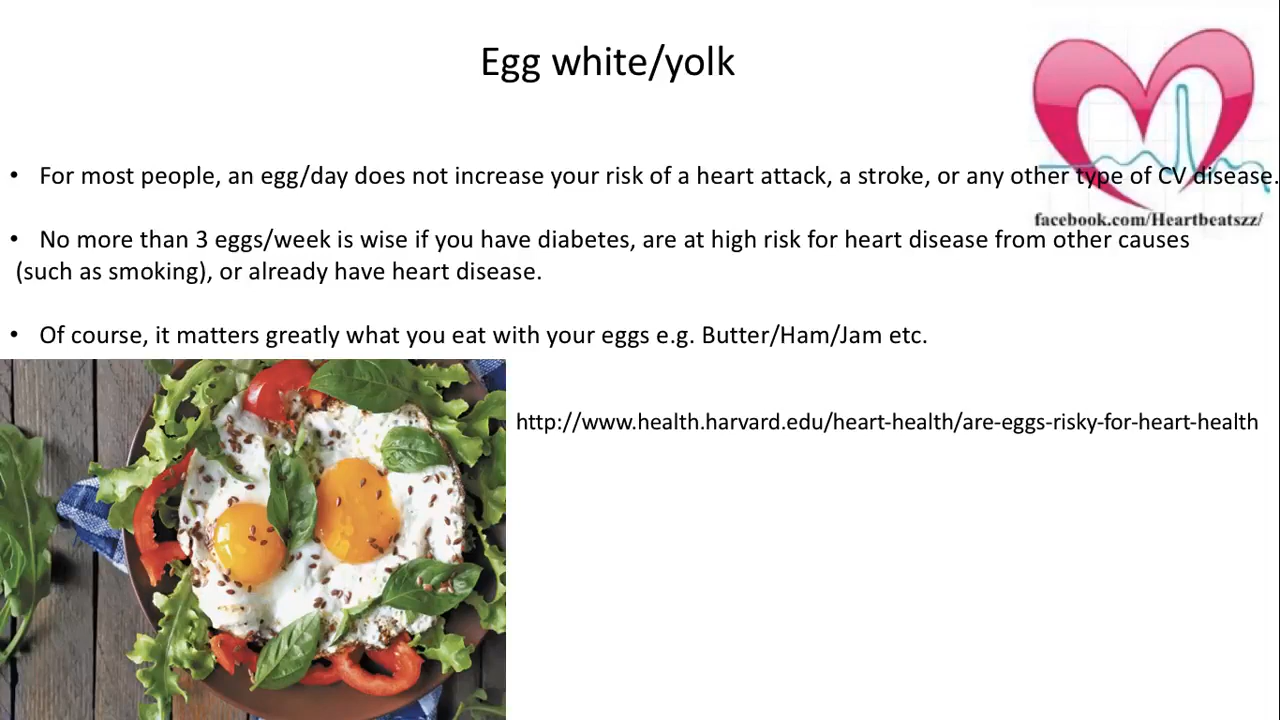 Egg white/yolk
• For most people, an egg/day does not increase your risk of a heart attack, a stroke, or any other type of CV disease.
facebook.com/Heartbeatszz/
• No more than 3 eggs/week is wise if you have diabetes, are at high risk for heart disease from other causes
(such as smoking), or already have heart disease.
• Of course, it matters greatly what you eat with your eggs e.g. Butter/Ham/Jam etc.
http://www.health.harvard.edu/heart-health/are-eggs-risky-for-heart-health